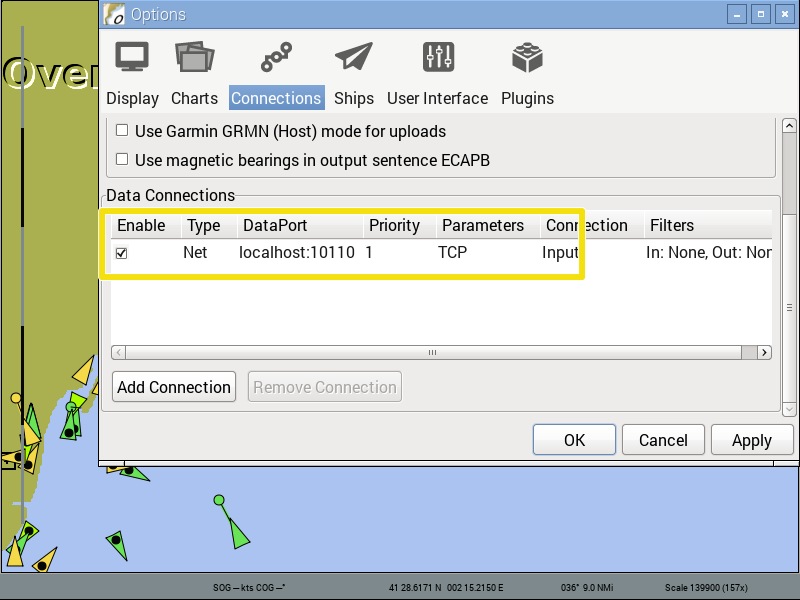 Options
Over
Display Charts Connections Ships User Interface Plugins
Use Garmin GRMN (Host) mode for uploads
Use magnetic bearings in output sentence ECAPB
Data Connections
Enable Type DataPort Priority Parameters Connection Filters
Net localhost:10110 1 TCP Input In: None, Out: Non
Add Connection Remove Connection
OK Cancel Apply
SOG -- kts COG --° 41 28.6171 N 002 15.2150 E 036° 9.0 NMi Scale 139900 (157x)